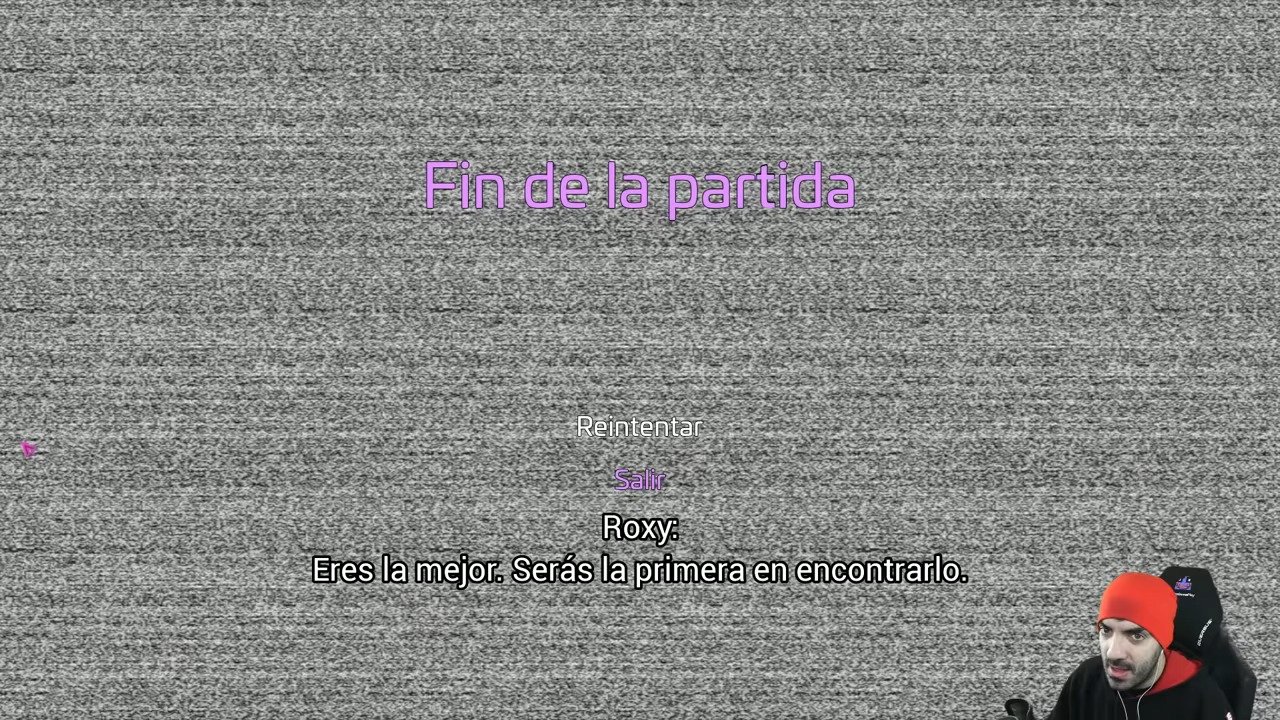 Fin de la partida
Reintentar
Salir
Roxy:
Eres la mejor. Serás la primera en encontrarlo.